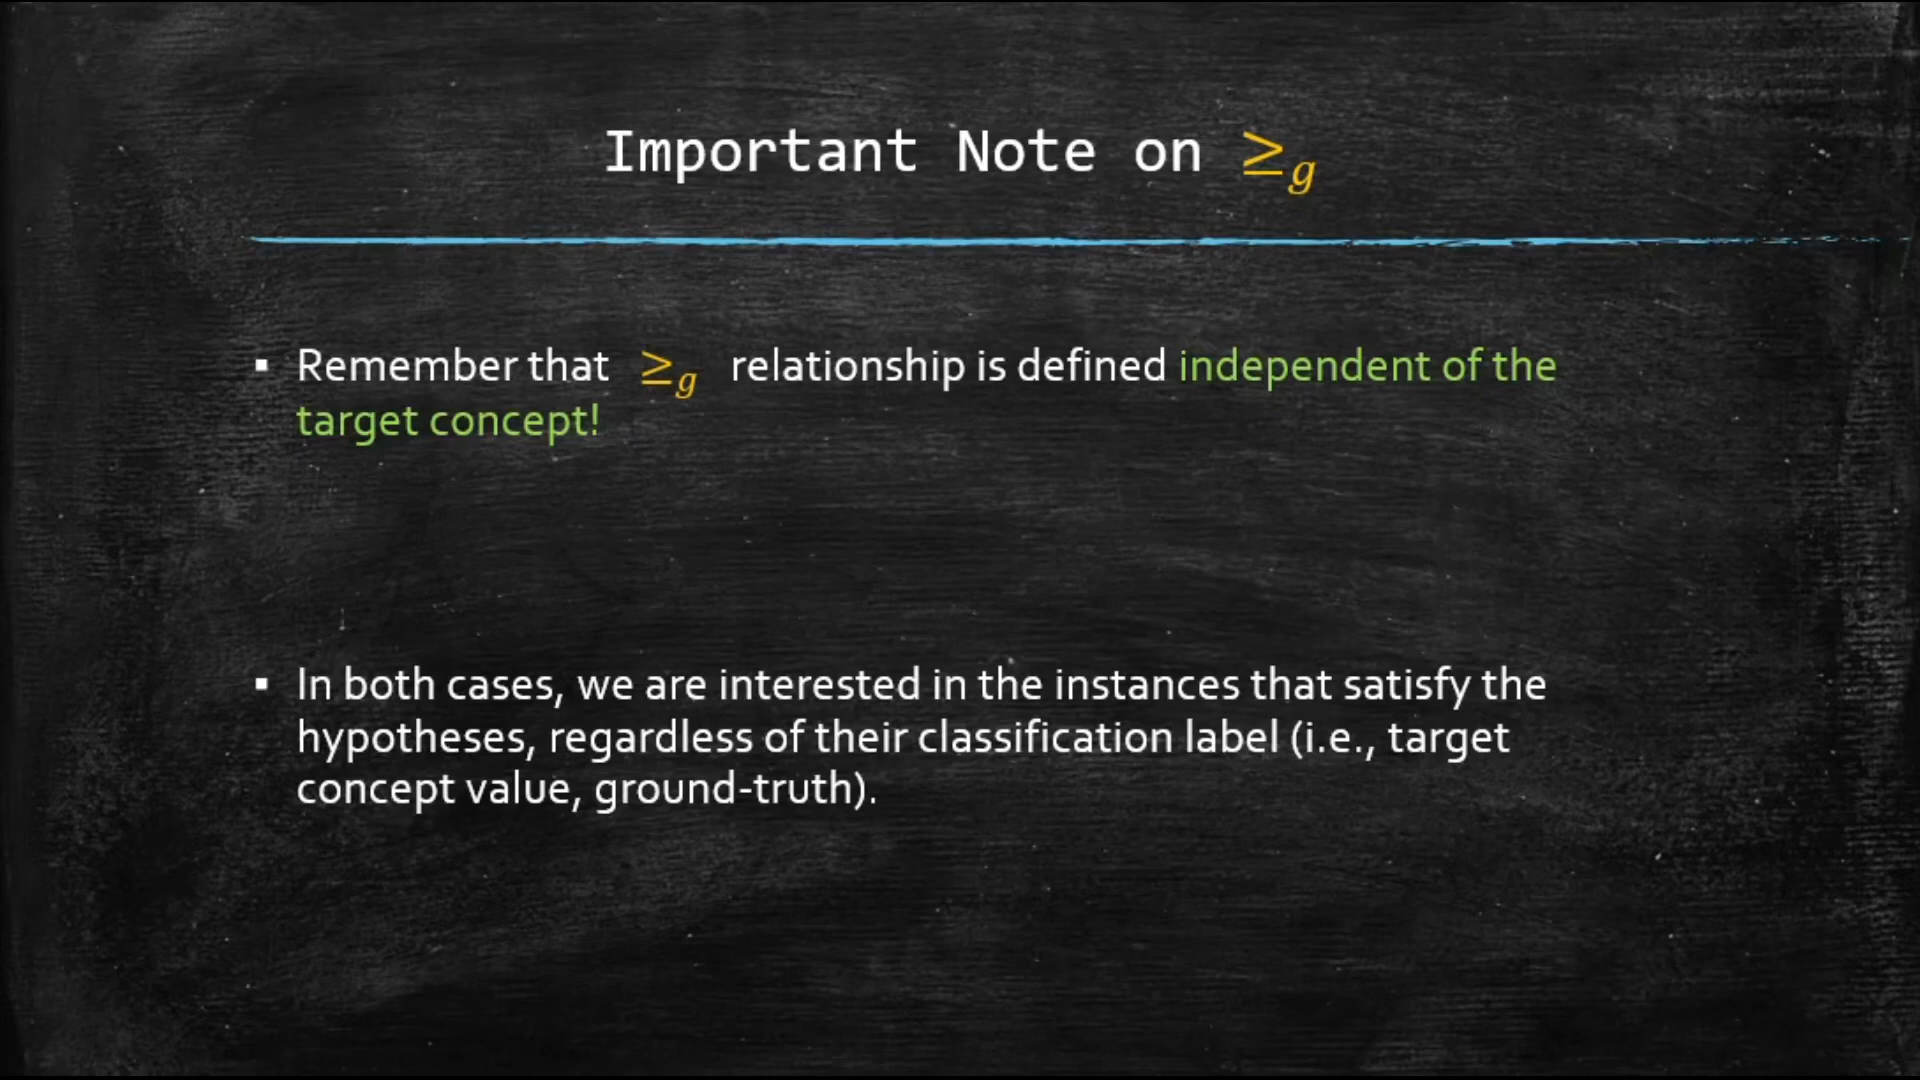 Important Note on ≥g
▪ Remember that ≥g relationship is defined independent of the
target concept!
▪ In both cases, we are interested in the instances that satisfy the
hypotheses, regardless of their classification label (i.e., target
concept value, ground-truth).